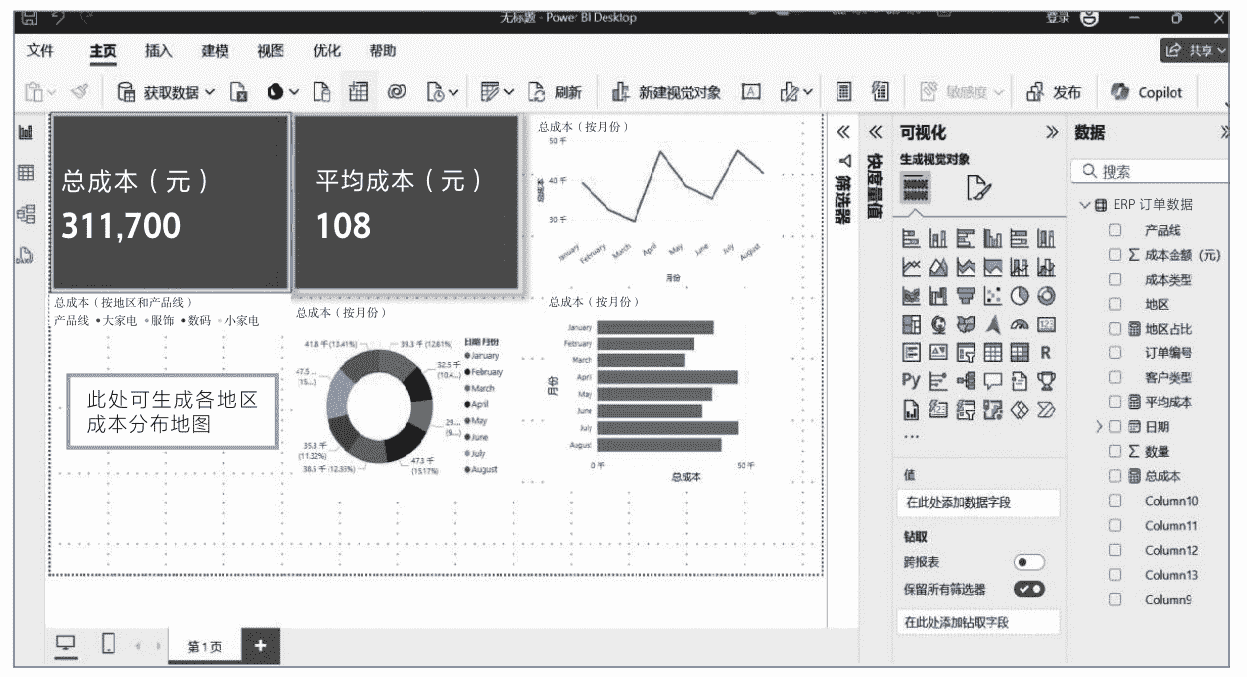 无标题 - Power BI Desktop
登录
文件 主页 插入 建模 视图 优化 帮助
共享
获取数据 刷新 新建视觉对象 敏感度 发布 Copilot
总成本（元）
311,700
平均成本（元）
108
总成本（按月份）
50 千
40 千
30 千
总成本
January February March April May June July August
月份
总成本（按地区和产品线）
产品线 大家电 服饰 数码 小家电
此处可生成各地区
成本分布地图
总成本（按月份）
41.8 千(13.41%)
39.3 千 (12.61%)
32.5 千
(10.4...)
29....
(9....)
47.3 千
(15.17%)
38.5 千 (12.35%)
35.3 千
(11.32%)
47.5 ...
(15....)
日期 月份
January
February
March
April
May
June
July
August
总成本（按月份）
January
February
March
April
May
June
July
August
月份
0 千 50 千
总成本
筛选器
可视化
生成视觉对象
R
Py
...
值
在此处添加数据字段
钻取
跨报表
保留所有筛选器
在此处添加钻取字段
数据
搜索
ERP 订单数据
产品线
成本金额（元）
成本类型
地区
地区占比
订单编号
客户类型
平均成本
日期
数量
总成本
Column10
Column11
Column12
Column13
Column9
第 1 页